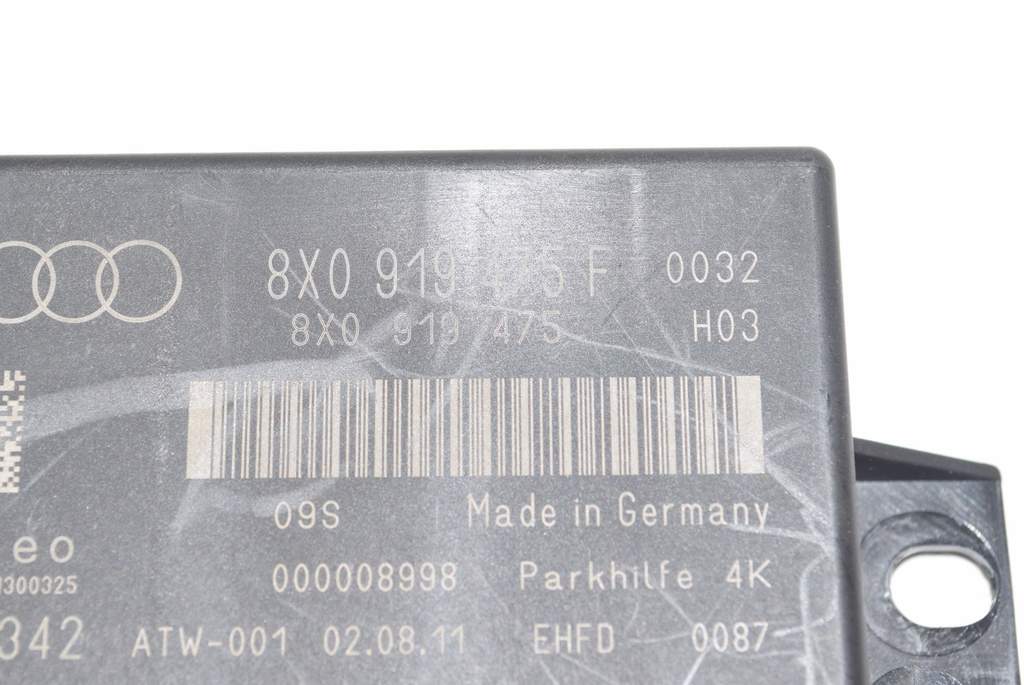 8X0 919 475 F 0032
8X0 919 475 H03
09S Made in Germany
eo
300325
000008998 Parkhilfe 4K
342 ATW-001 02.08.11 EHFD 0087